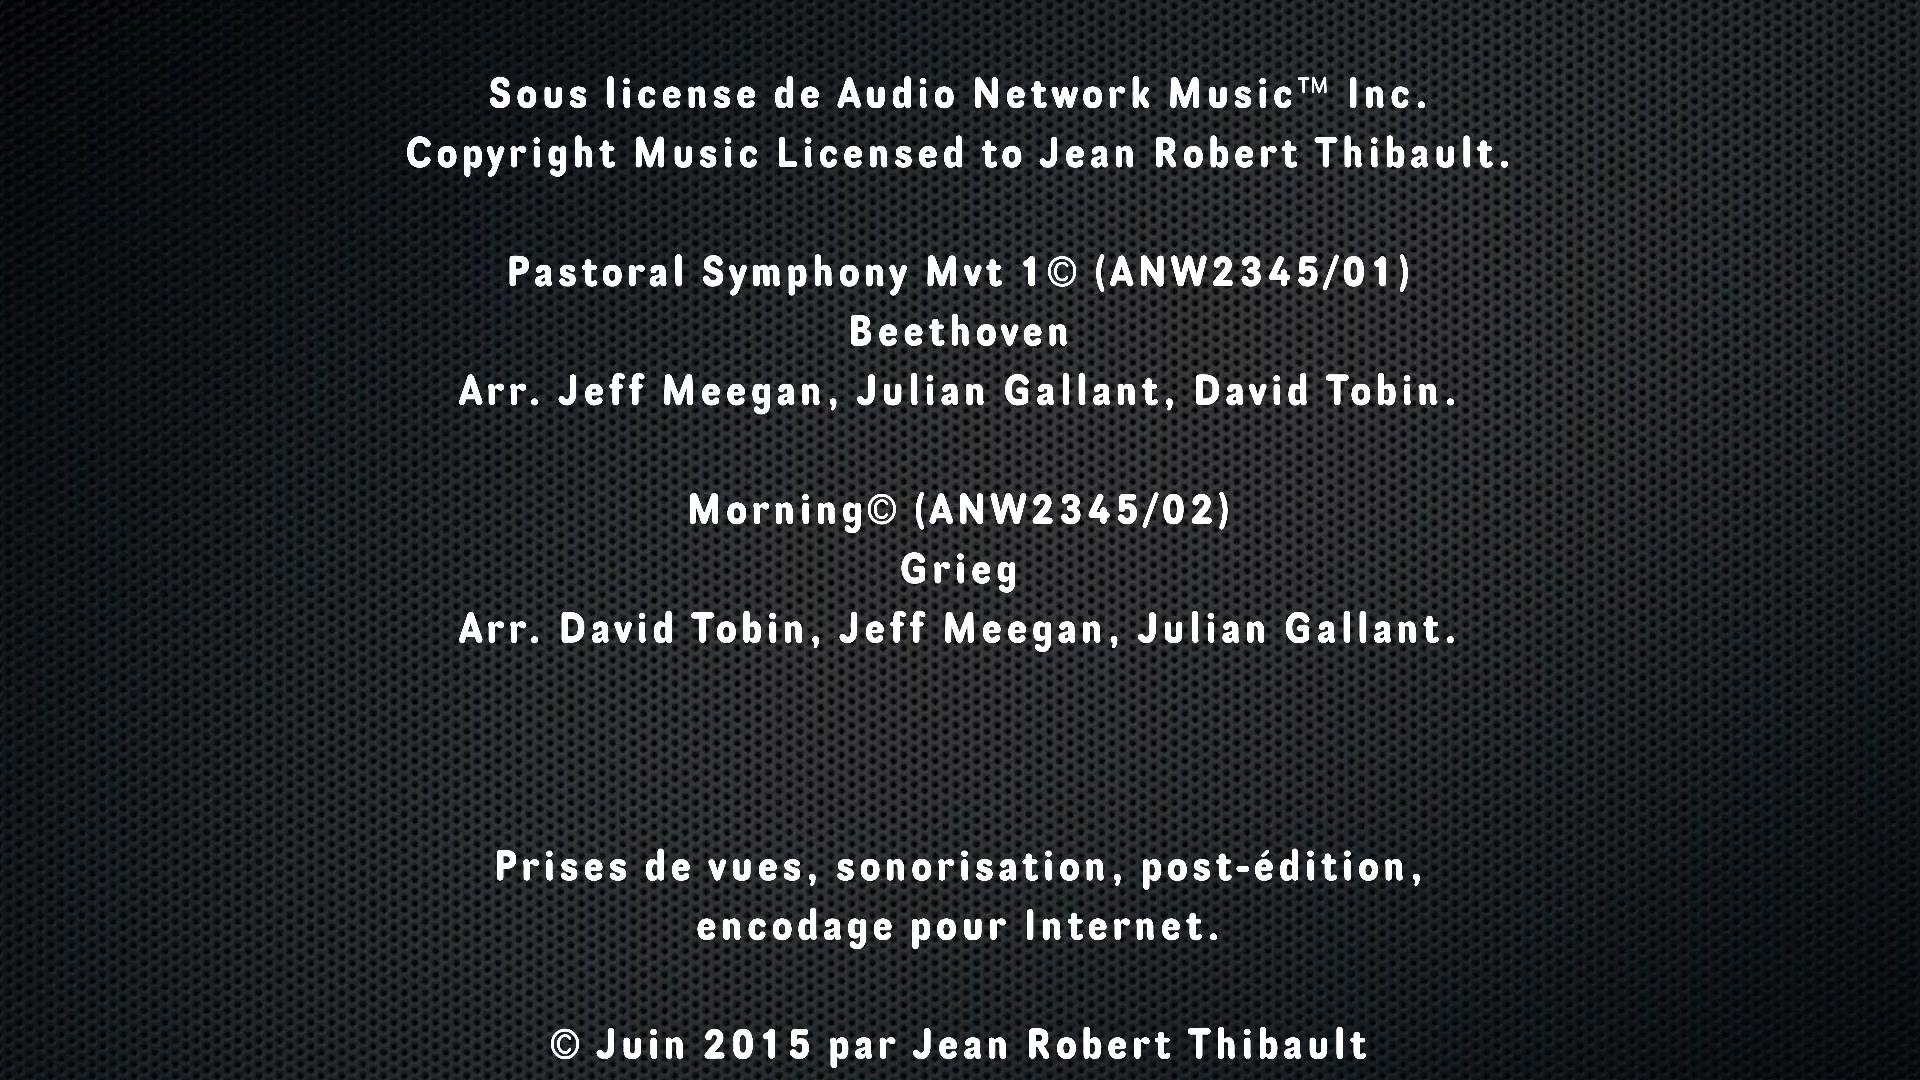 Sous license de Audio Network Music™ Inc.
Copyright Music Licensed to Jean Robert Thibault.
Pastoral Symphony Mvt 1© (ANW2345/01)
Beethoven
Arr. Jeff Meegan, Julian Gallant, David Tobin.
Morning© (ANW2345/02)
Grieg
Arr. David Tobin, Jeff Meegan, Julian Gallant.
Prises de vues, sonorisation, post-édition,
encodage pour Internet.
© Juin 2015 par Jean Robert Thibault